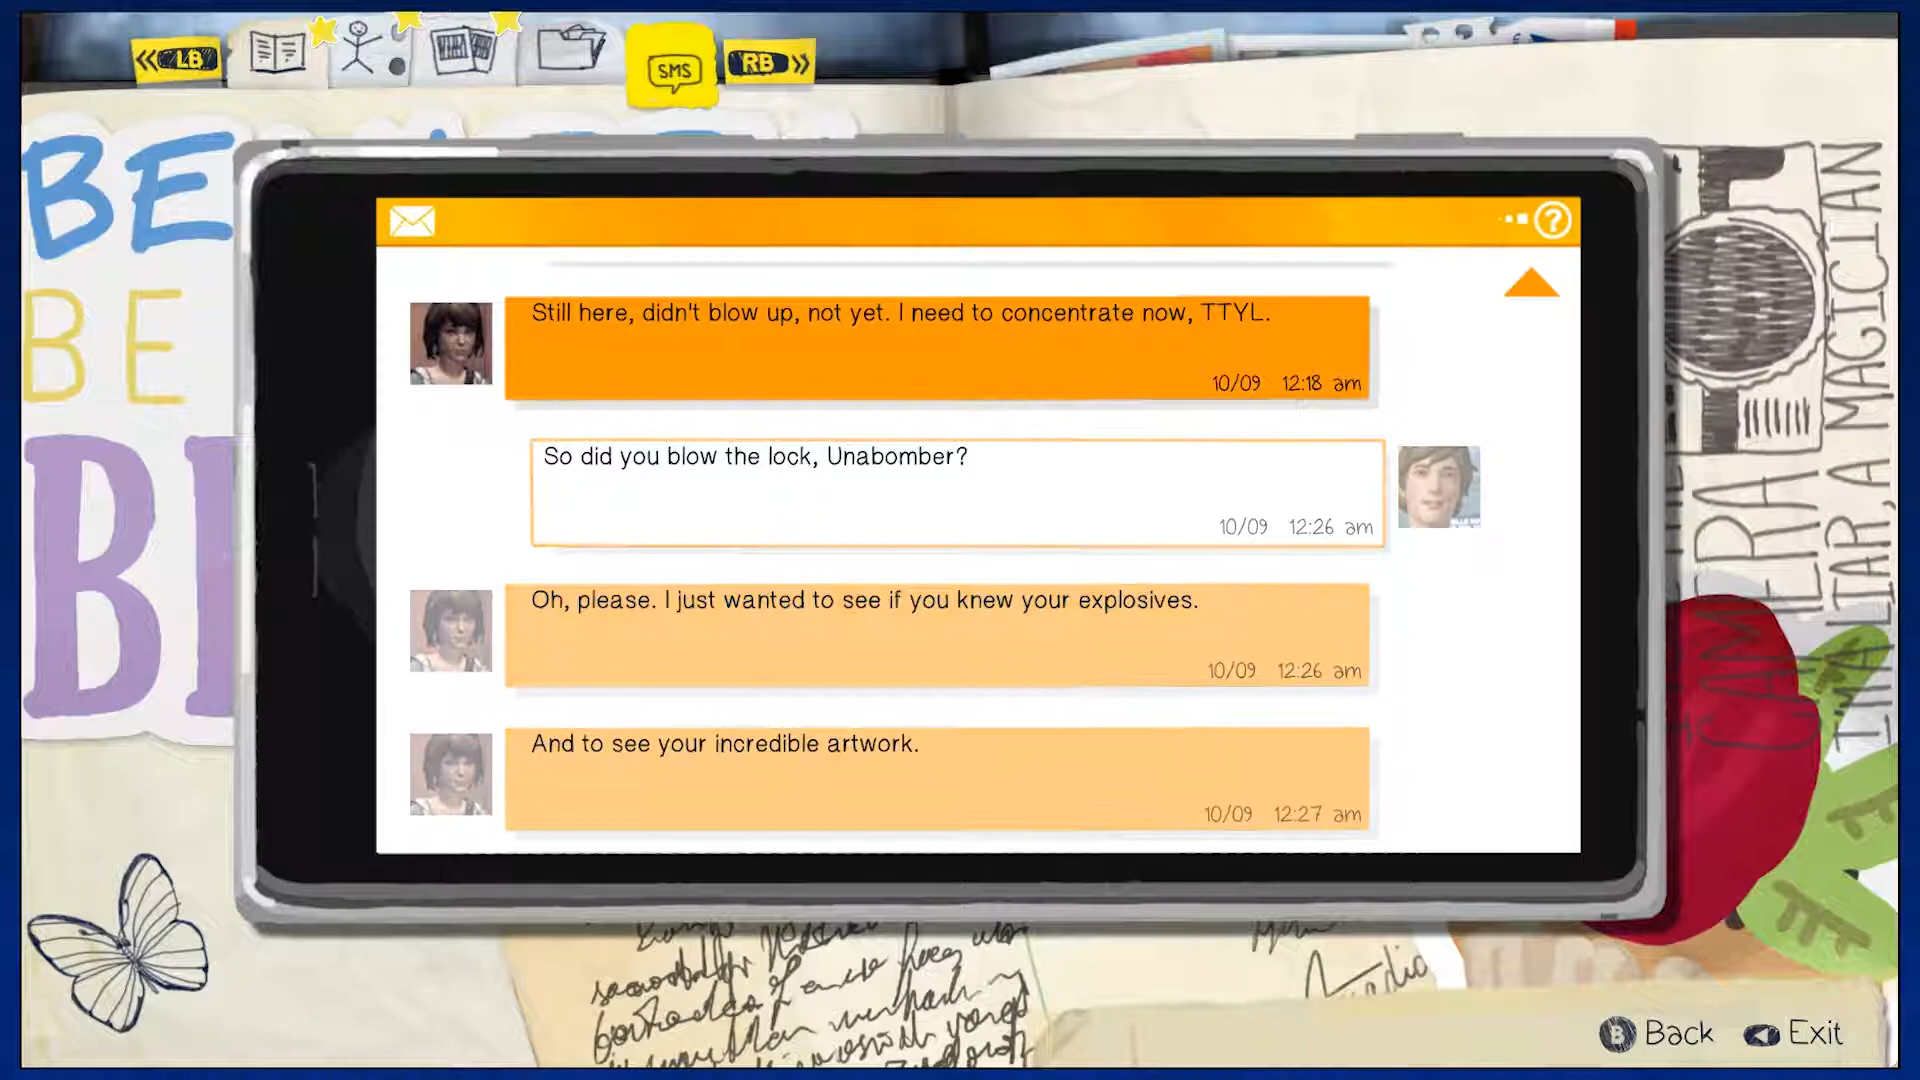 LB
SMS
RB
BE
Still here, didn't blow up, not yet. I need to concentrate now, TTYL.
10/09 12:18 am
So did you blow the lock, Unabomber?
10/09 12:26 am
BE
Oh, please. I just wanted to see if you knew your explosives.
10/09 12:26 am
And to see your incredible artwork.
10/09 12:27 am
I'M A LIAR, A MAGICIAN
Back
Exit